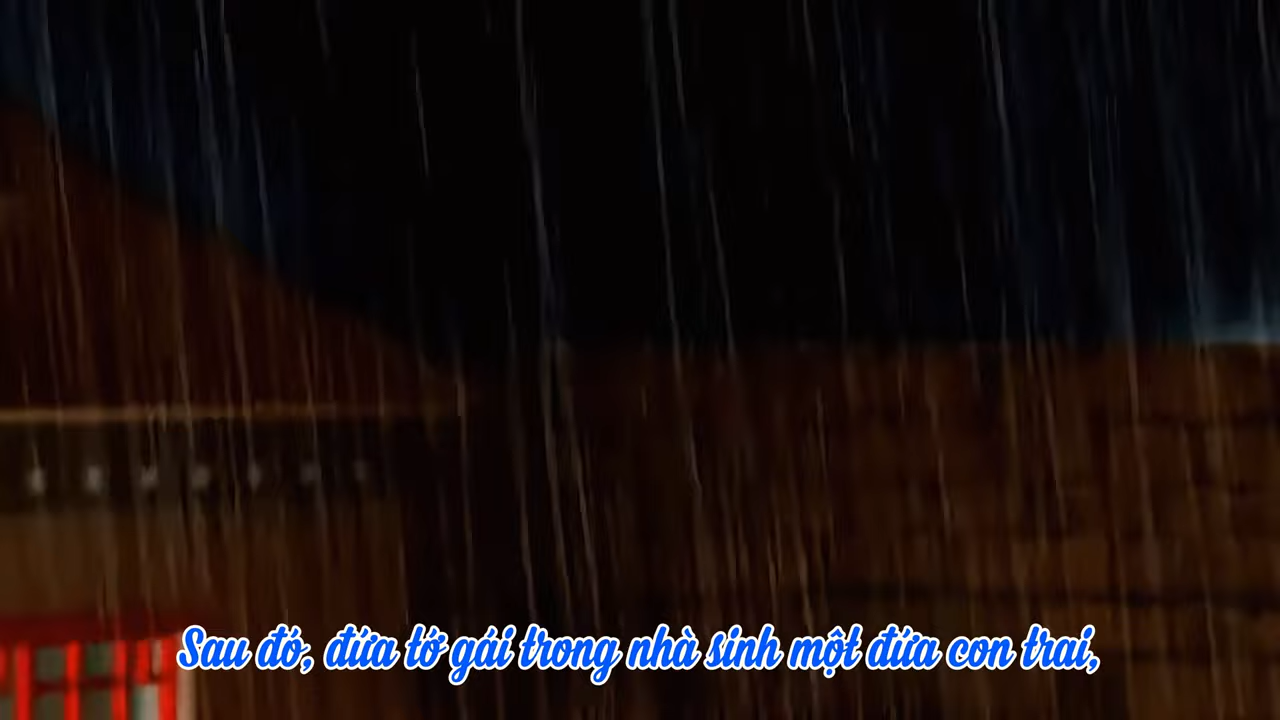 Sau đó, đứa tớ gái trong nhà sinh một đứa con trai,